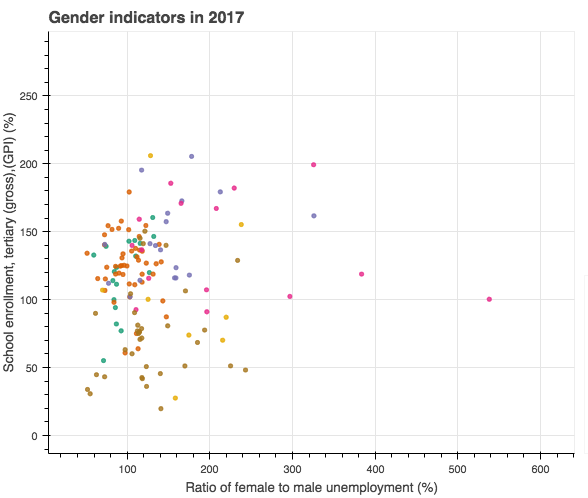 Gender indicators in 2017
School enrollment, tertiary (gross),(GPI) (%)
250
200
150
100
50
0
100 200 300 400 500 600
Ratio of female to male unemployment (%)